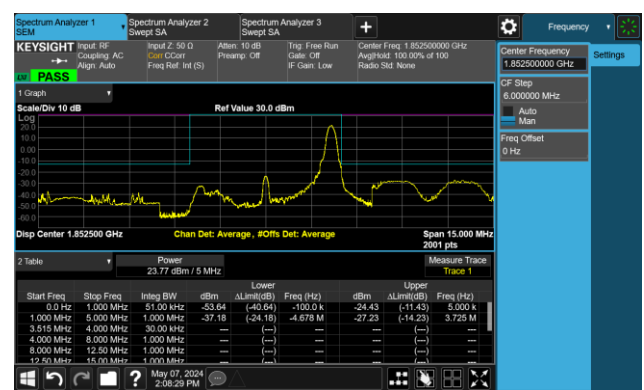 Spectrum Analyzer 1
SEM
Spectrum Analyzer 2
Swept SA
Spectrum Analyzer 3
Swept SA
+
Frequency
KEYSIGHT
Input: RF
Coupling: AC
Align: Auto
Input Z: 50 Ω
Corr CCorr
Freq Ref: Int (S)
Atten: 10 dB
Preamp: Off
Trig: Free Run
Gate: Off
IF Gain: Low
Center Freq: 1.852500000 GHz
Avg|Hold: 100.00% of 100
Radio Std: None
PASS
Center Frequency
1.852500000 GHz
Settings
CF Step
6.000000 MHz
Auto
Man
Freq Offset
0 Hz
1 Graph
Scale/Div 10 dB
Ref Value 30.0 dBm
Log
20.0
10.0
0.00
-10.0
-20.0
-30.0
-40.0
-50.0
-60.0
Disp Center 1.852500 GHz
Chan Det: Average , #Offs Det: Average
Span 15.000 MHz
2001 pts
2 Table
Power
23.77 dBm / 5 MHz
Measure Trace
Trace 1
Lower Upper
Start Freq Stop Freq Integ BW dBm ΔLimit(dB) Freq (Hz) dBm ΔLimit(dB) Freq (Hz)
0.0 Hz 1.000 MHz 51.00 kHz -53.64 (-40.64) -100.0 k -24.43 (-11.43) 5.000 k
1.000 MHz 5.000 MHz 1.000 MHz -37.18 (-24.18) -4.678 M -27.23 (-14.23) 3.725 M
3.515 MHz 4.000 MHz 30.00 kHz --- (---) --- (---) ---
4.000 MHz 8.000 MHz 1.000 MHz --- (---) --- (---) ---
8.000 MHz 12.50 MHz 1.000 MHz --- (---) --- (---) ---
12.50 MHz 15.00 MHz 1.000 MHz --- (---) --- (---) ---
?
May 07, 2024
2:08:29 PM